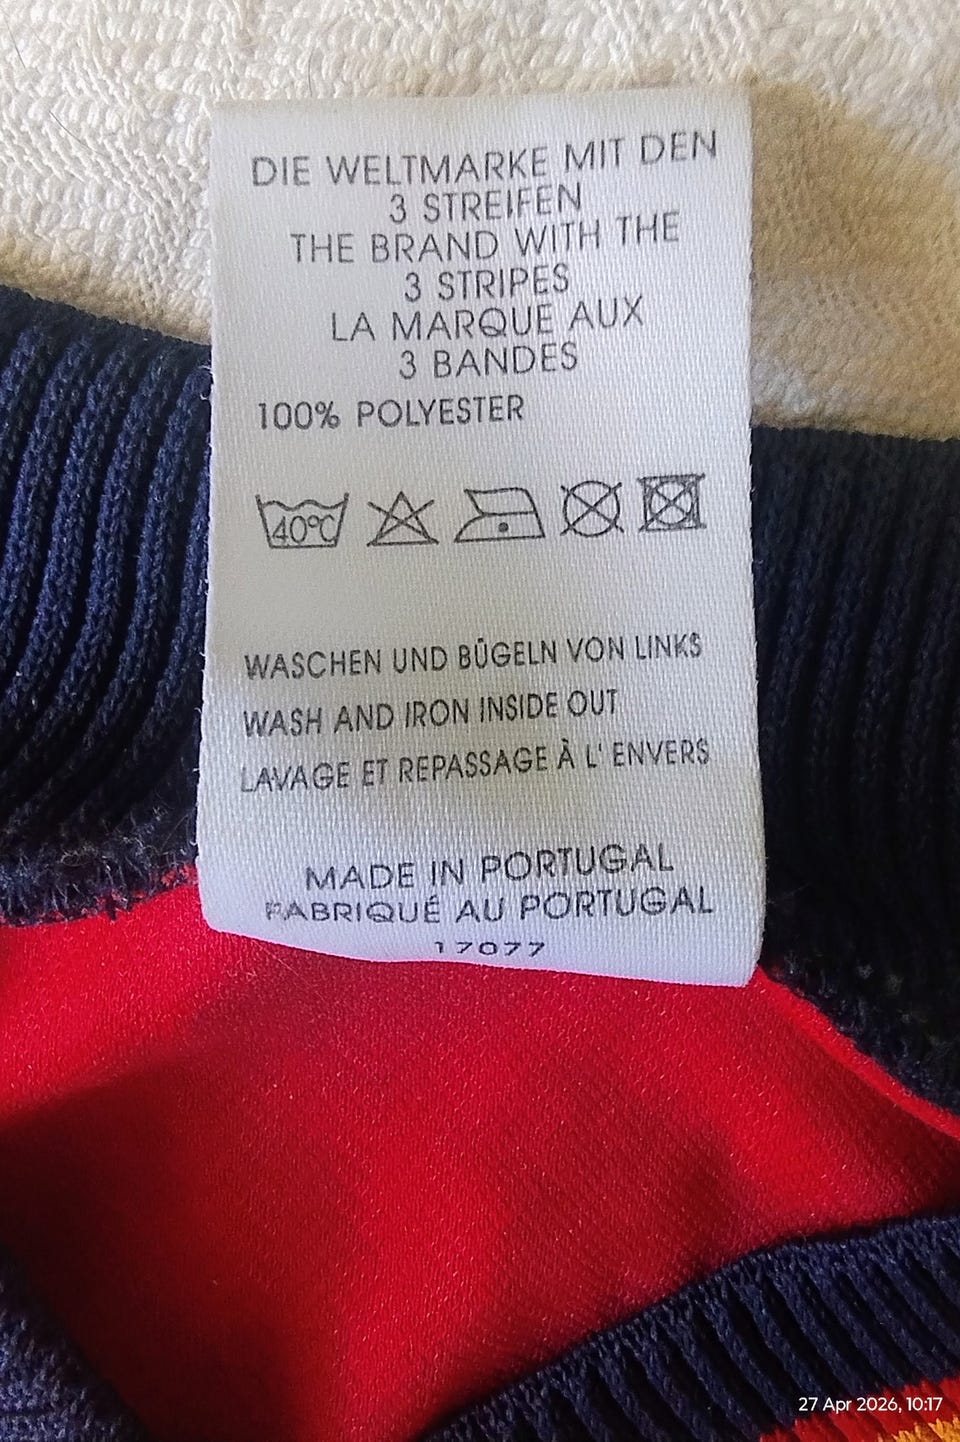 DIE WELTMARKE MIT DEN
3 STREIFEN
THE BRAND WITH THE
3 STRIPES
LA MARQUE AUX
3 BANDES
100% POLYESTER
40°C
WASCHEN UND BÜGELN VON LINKS
WASH AND IRON INSIDE OUT
LAVAGE ET REPASSAGE À L' ENVERS
MADE IN PORTUGAL
FABRIQUÉ AU PORTUGAL
17077
27 Apr 2026, 10:17